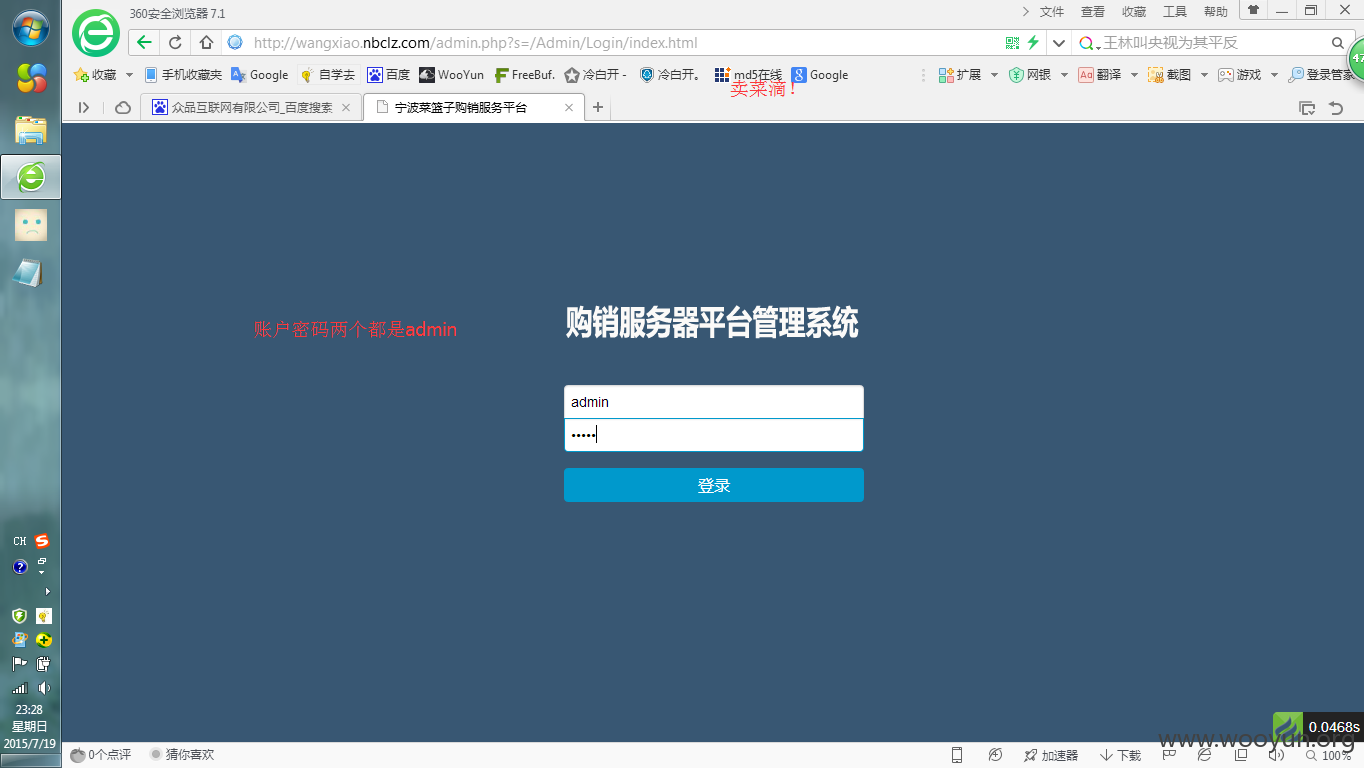 360安全浏览器 7.1
文件 查看 收藏 工具 帮助
http://wangxiao.nbclz.com/admin.php?s=/Admin/Login/index.html
王林叫央视为其平反
47
收藏 手机收藏夹 Google 自学去 百度 WooYun FreeBuf. 冷白开 - 冷白开。 md5在线 Google 扩展 网银 翻译 截图 游戏 登录管家
卖菜滴！
众品互联网有限公司_百度搜索
宁波菜篮子购销服务平台
购销服务器平台管理系统
账户密码两个都是admin
admin
•••••
登录
CH
23:28
星期日
2015/7/19
0.0468s
www.wooyun.org
0个点评 猜你喜欢 加速器 下载 100%